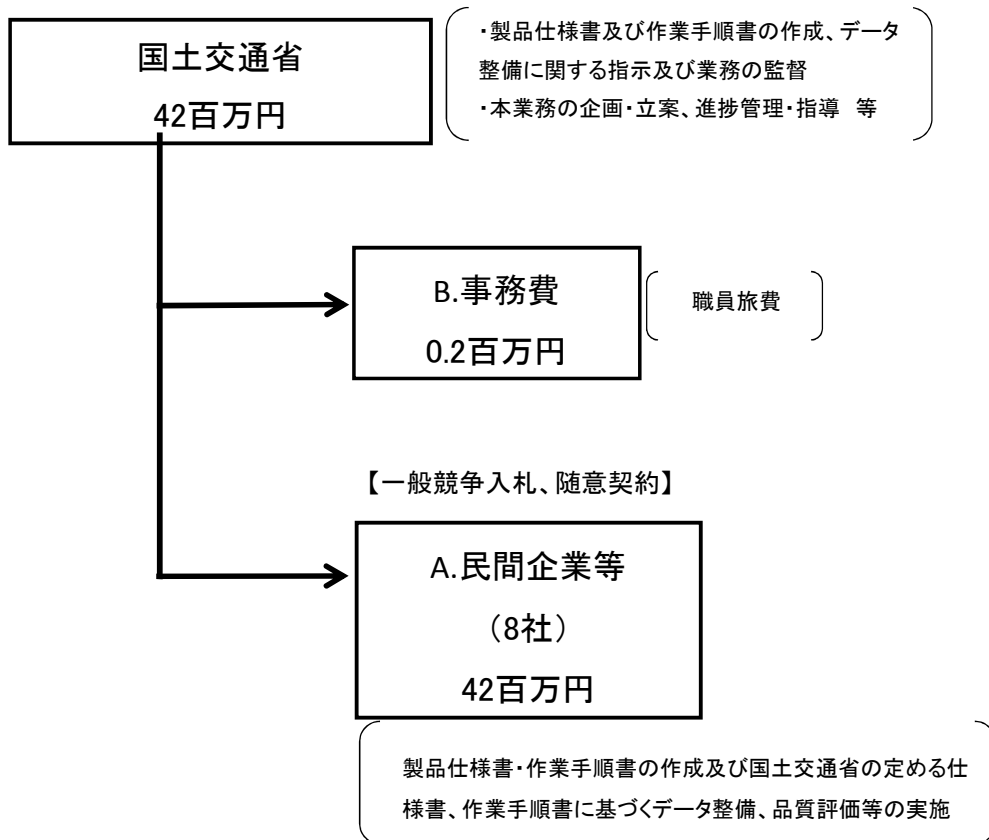 国土交通省
42百万円
・製品仕様書及び作業手順書の作成、データ
整備に関する指示及び業務の監督
・本業務の企画・立案、進捗管理・指導　等
B.事務費
0.2百万円
職員旅費
【一般競争入札、随意契約】
A.民間企業等
（8社）
42百万円
製品仕様書・作業手順書の作成及び国土交通省の定める仕
様書、作業手順書に基づくデータ整備、品質評価等の実施